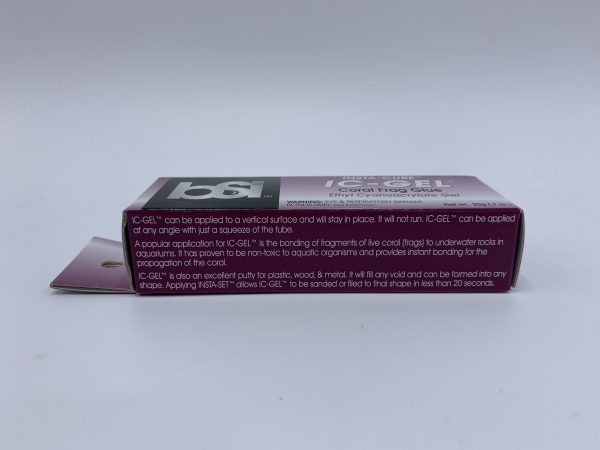 bSi™
INSTA-CURE
IC-GEL™
Coral Frag Glue
Ethyl Cyanoacrylate Gel
WARNING: EYE & RESPIRATORY IRRITANT.
BONDS SKIN.
Net wt. 20g
IC-GEL™ can be applied to a vertical surface and will stay in place. It will not run. IC-GEL™ can be applied
at any angle with just a squeeze of the tube.
A popular application for IC-GEL™ is the bonding of fragments of live coral (frags) to underwater rocks in
aquariums. It has proven to be non-toxic to aquatic organisms and provides instant bonding for the
propagation of the coral.
IC-GEL™ is also an excellent putty for plastic, wood, & metal. It will fill any void and can be formed into any
shape. Applying INSTA-SET™ allows IC-GEL™ to be sanded or filed to final shape in less than 20 seconds.